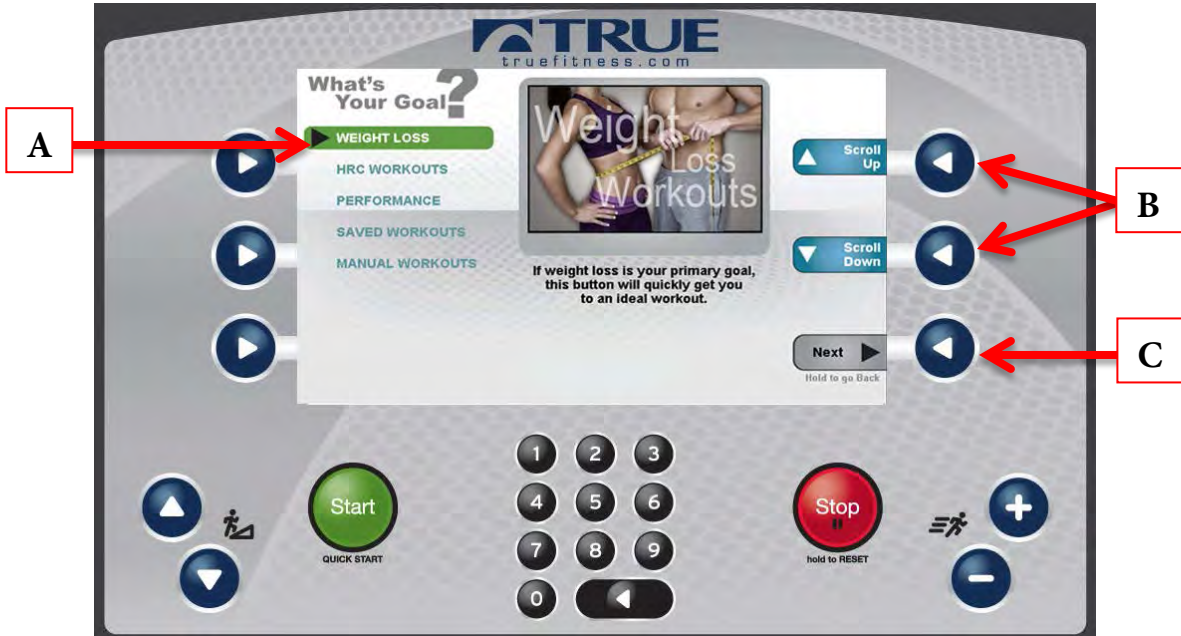 TRUE
truefitness.com
What's
Your Goal?
WEIGHT LOSS
HRC WORKOUTS
PERFORMANCE
SAVED WORKOUTS
MANUAL WORKOUTS
Weight
Loss
Workouts
If weight loss is your primary goal,
this button will quickly get you
to an ideal workout.
Scroll
Up
Scroll
Down
Next
Hold to go Back
A
B
C
1 2 3
4 5 6
7 8 9
0
Start
QUICK START
Stop
hold to RESET
+
-